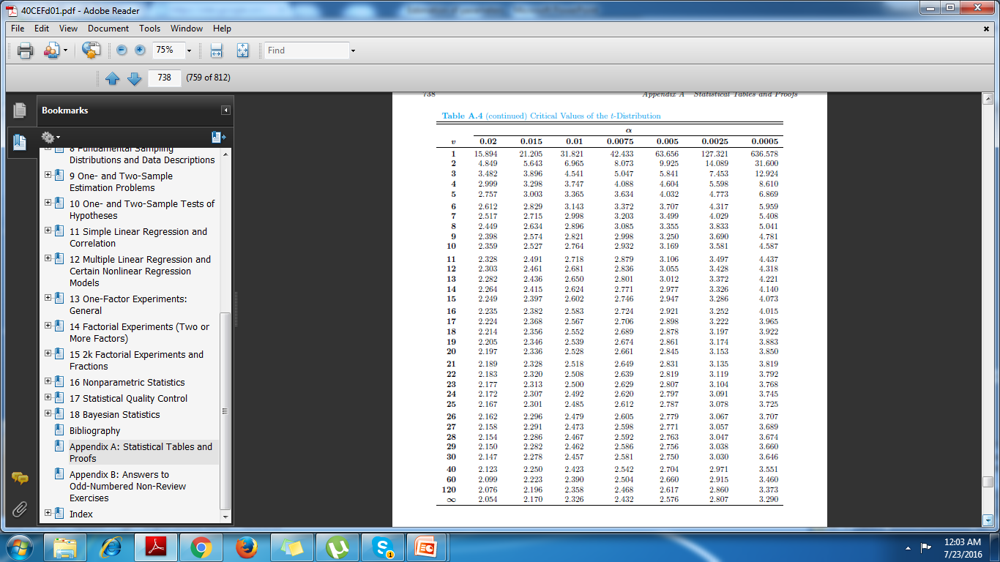 40CEFd01.pdf - Adobe Reader
File Edit View Document Tools Window Help
75% Find
738 (759 of 812)
Bookmarks
8 Fundamental Sampling
Distributions and Data Descriptions
9 One- and Two-Sample
Estimation Problems
10 One- and Two-Sample Tests of
Hypotheses
11 Simple Linear Regression and
Correlation
12 Multiple Linear Regression and
Certain Nonlinear Regression
Models
13 One-Factor Experiments:
General
14 Factorial Experiments (Two or
More Factors)
15 2k Factorial Experiments and
Fractions
16 Nonparametric Statistics
17 Statistical Quality Control
18 Bayesian Statistics
Bibliography
Appendix A: Statistical Tables and
Proofs
Appendix B: Answers to
Odd-Numbered Non-Review
Exercises
Index
738 Appendix A Statistical Tables and Proofs
Table A.4 (continued) Critical Values of the t-Distribution
α
v 0.02 0.015 0.01 0.0075 0.005 0.0025 0.0005
1 15.894 21.205 31.821 42.433 63.656 127.321 636.578
2 4.849 5.643 6.965 8.073 9.925 14.089 31.600
3 3.482 3.896 4.541 5.047 5.841 7.453 12.924
4 2.999 3.298 3.747 4.088 4.604 5.598 8.610
5 2.757 3.003 3.365 3.634 4.032 4.773 6.869
6 2.612 2.829 3.143 3.372 3.707 4.317 5.959
7 2.517 2.715 2.998 3.203 3.499 4.029 5.408
8 2.449 2.634 2.896 3.085 3.355 3.833 5.041
9 2.398 2.574 2.821 2.998 3.250 3.690 4.781
10 2.359 2.527 2.764 2.932 3.169 3.581 4.587
11 2.328 2.491 2.718 2.879 3.106 3.497 4.437
12 2.303 2.461 2.681 2.836 3.055 3.428 4.318
13 2.282 2.436 2.650 2.801 3.012 3.372 4.221
14 2.264 2.415 2.624 2.771 2.977 3.326 4.140
15 2.249 2.397 2.602 2.746 2.947 3.286 4.073
16 2.235 2.382 2.583 2.724 2.921 3.252 4.015
17 2.224 2.368 2.567 2.706 2.898 3.222 3.965
18 2.214 2.356 2.552 2.689 2.878 3.197 3.922
19 2.205 2.346 2.539 2.674 2.861 3.174 3.883
20 2.197 2.336 2.528 2.661 2.845 3.153 3.850
21 2.189 2.328 2.518 2.649 2.831 3.135 3.819
22 2.183 2.320 2.508 2.639 2.819 3.119 3.792
23 2.177 2.313 2.500 2.629 2.807 3.104 3.768
24 2.172 2.307 2.492 2.620 2.797 3.091 3.745
25 2.167 2.301 2.485 2.612 2.787 3.078 3.725
26 2.162 2.296 2.479 2.605 2.779 3.067 3.707
27 2.158 2.291 2.473 2.598 2.771 3.057 3.689
28 2.154 2.286 2.467 2.592 2.763 3.047 3.674
29 2.150 2.282 2.462 2.586 2.756 3.038 3.660
30 2.147 2.278 2.457 2.581 2.750 3.030 3.646
40 2.123 2.250 2.423 2.542 2.704 2.971 3.551
60 2.099 2.223 2.390 2.504 2.660 2.915 3.460
120 2.076 2.196 2.358 2.468 2.617 2.860 3.373
∞ 2.054 2.170 2.326 2.432 2.576 2.807 3.290
12:03 AM
7/23/2016